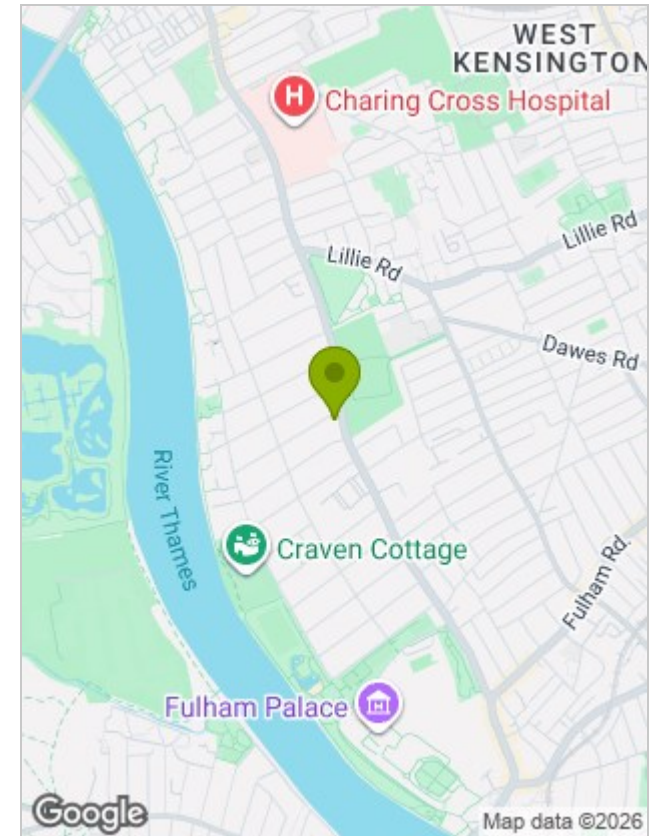 WEST
KENSINGTON
H
Charing Cross Hospital
Lillie Rd
Lillie Rd
Dawes Rd
River Thames
Craven Cottage
Fulham Rd.
Fulham Palace
Google
Map data ©2026